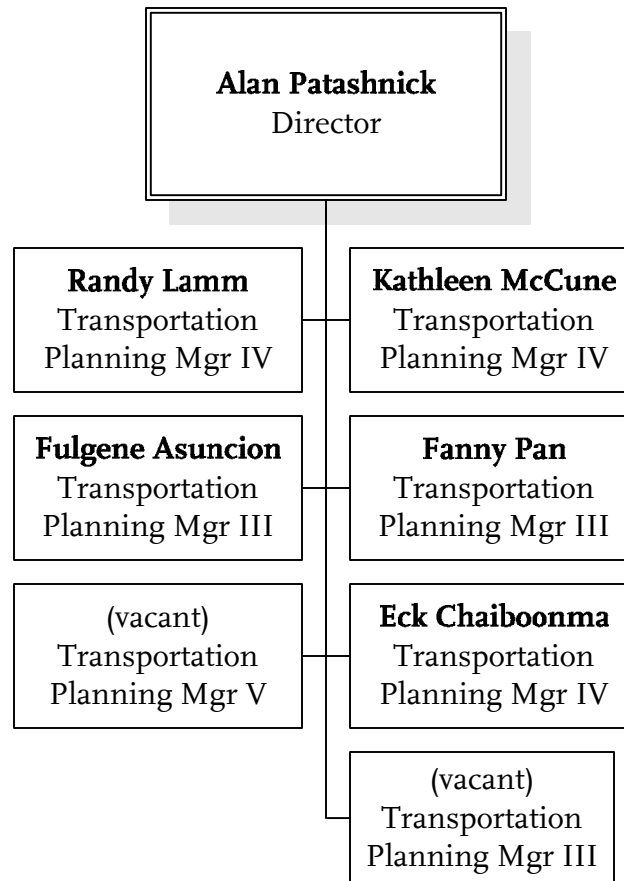 Alan Patashnick
Director
Randy Lamm
Transportation
Planning Mgr IV
Kathleen McCune
Transportation
Planning Mgr IV
Fulgene Asuncion
Transportation
Planning Mgr III
Fanny Pan
Transportation
Planning Mgr III
(vacant)
Transportation
Planning Mgr V
Eck Chaiboonma
Transportation
Planning Mgr IV
(vacant)
Transportation
Planning Mgr III